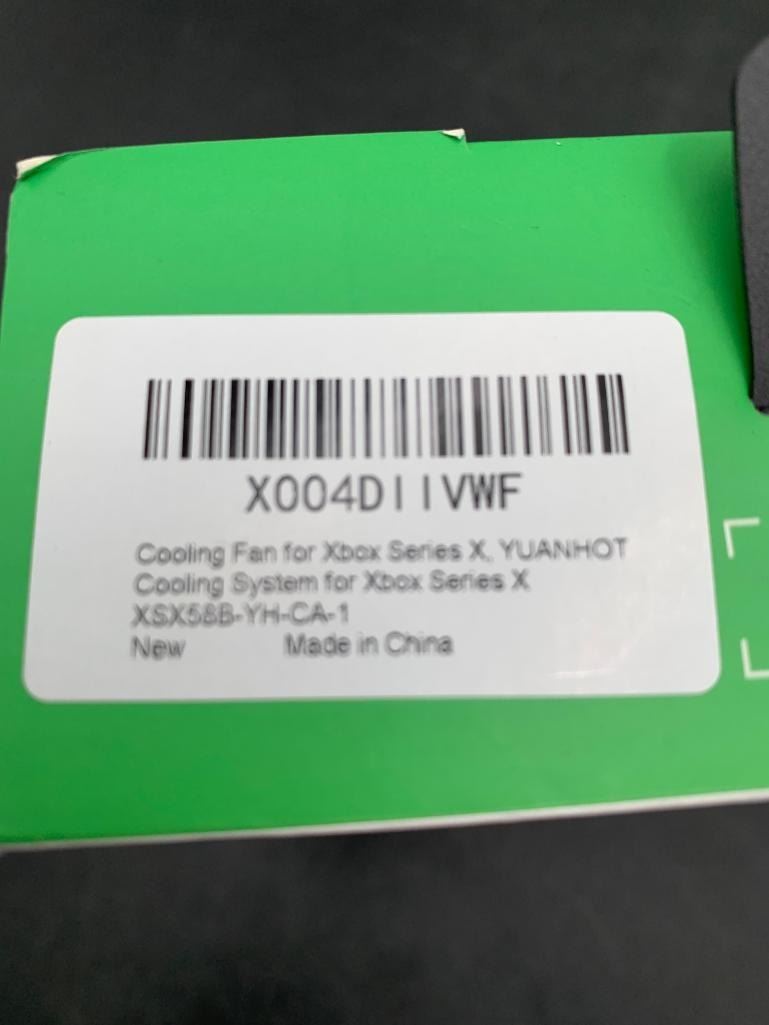 X004DIIVWF
Cooling Fan for Xbox Series X, YUANHOT
Cooling System for Xbox Series X
XSX58B-YH-CA-1
New Made in China